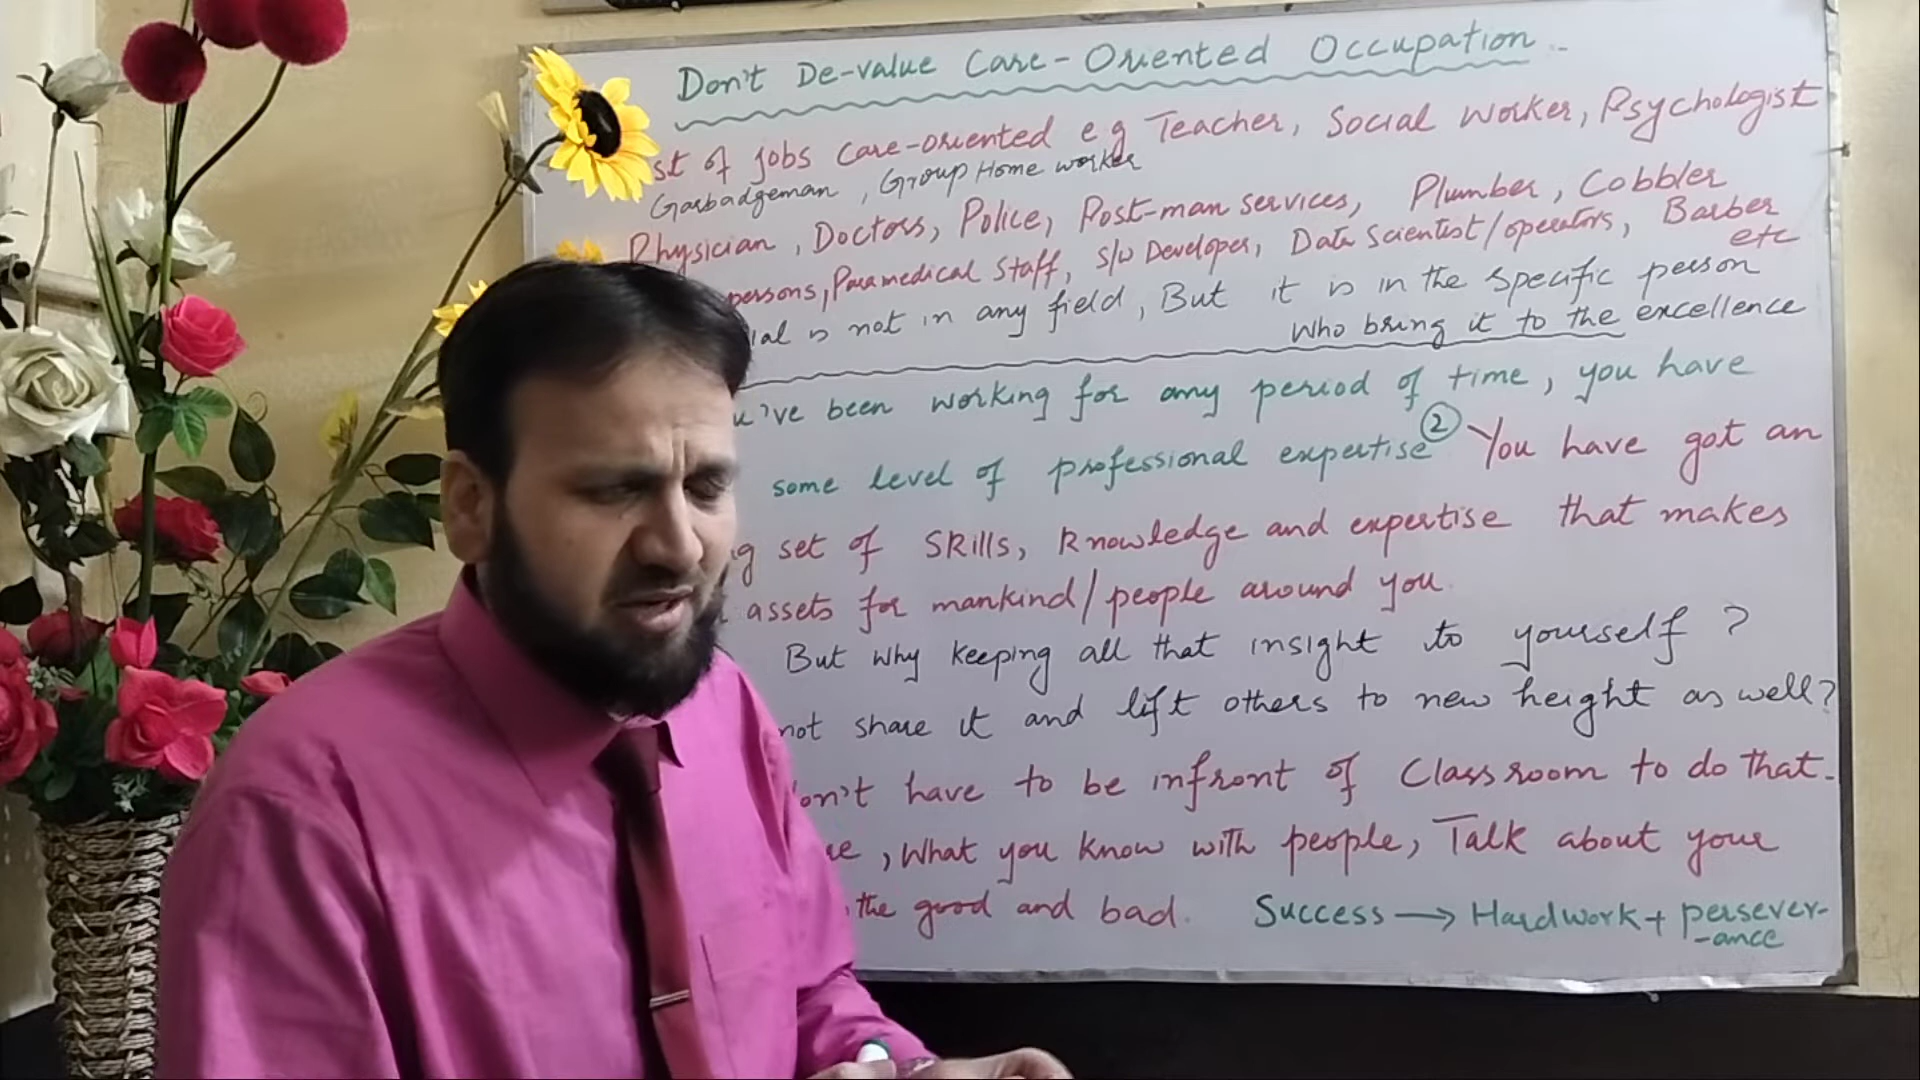 Don't De-value Care-Oriented Occupation
st of jobs care-oriented e g Teacher, Social Worker, Psychologist
Garbadgeman, Group Home worker
Physician, Doctors, Police, Post-man services, Plumber, Cobbler
persons, Paramedical Staff, S/W Developer, Data Scientist/operators, Barber
etc
ial is not in any field, But it is in the specific person
who bring it to the excellence
u've been working for any period of time, you have
some level of professional expertise ② You have got an
g set of Skills, Knowledge and expertise that makes
assets for mankind/people around you.
But why keeping all that insight to yourself?
not share it and lift others to new height as well?
on't have to be infront of Classroom to do that.
, What you know with people, Talk about your
the good and bad. Success → Hardwork + persever-
-ance